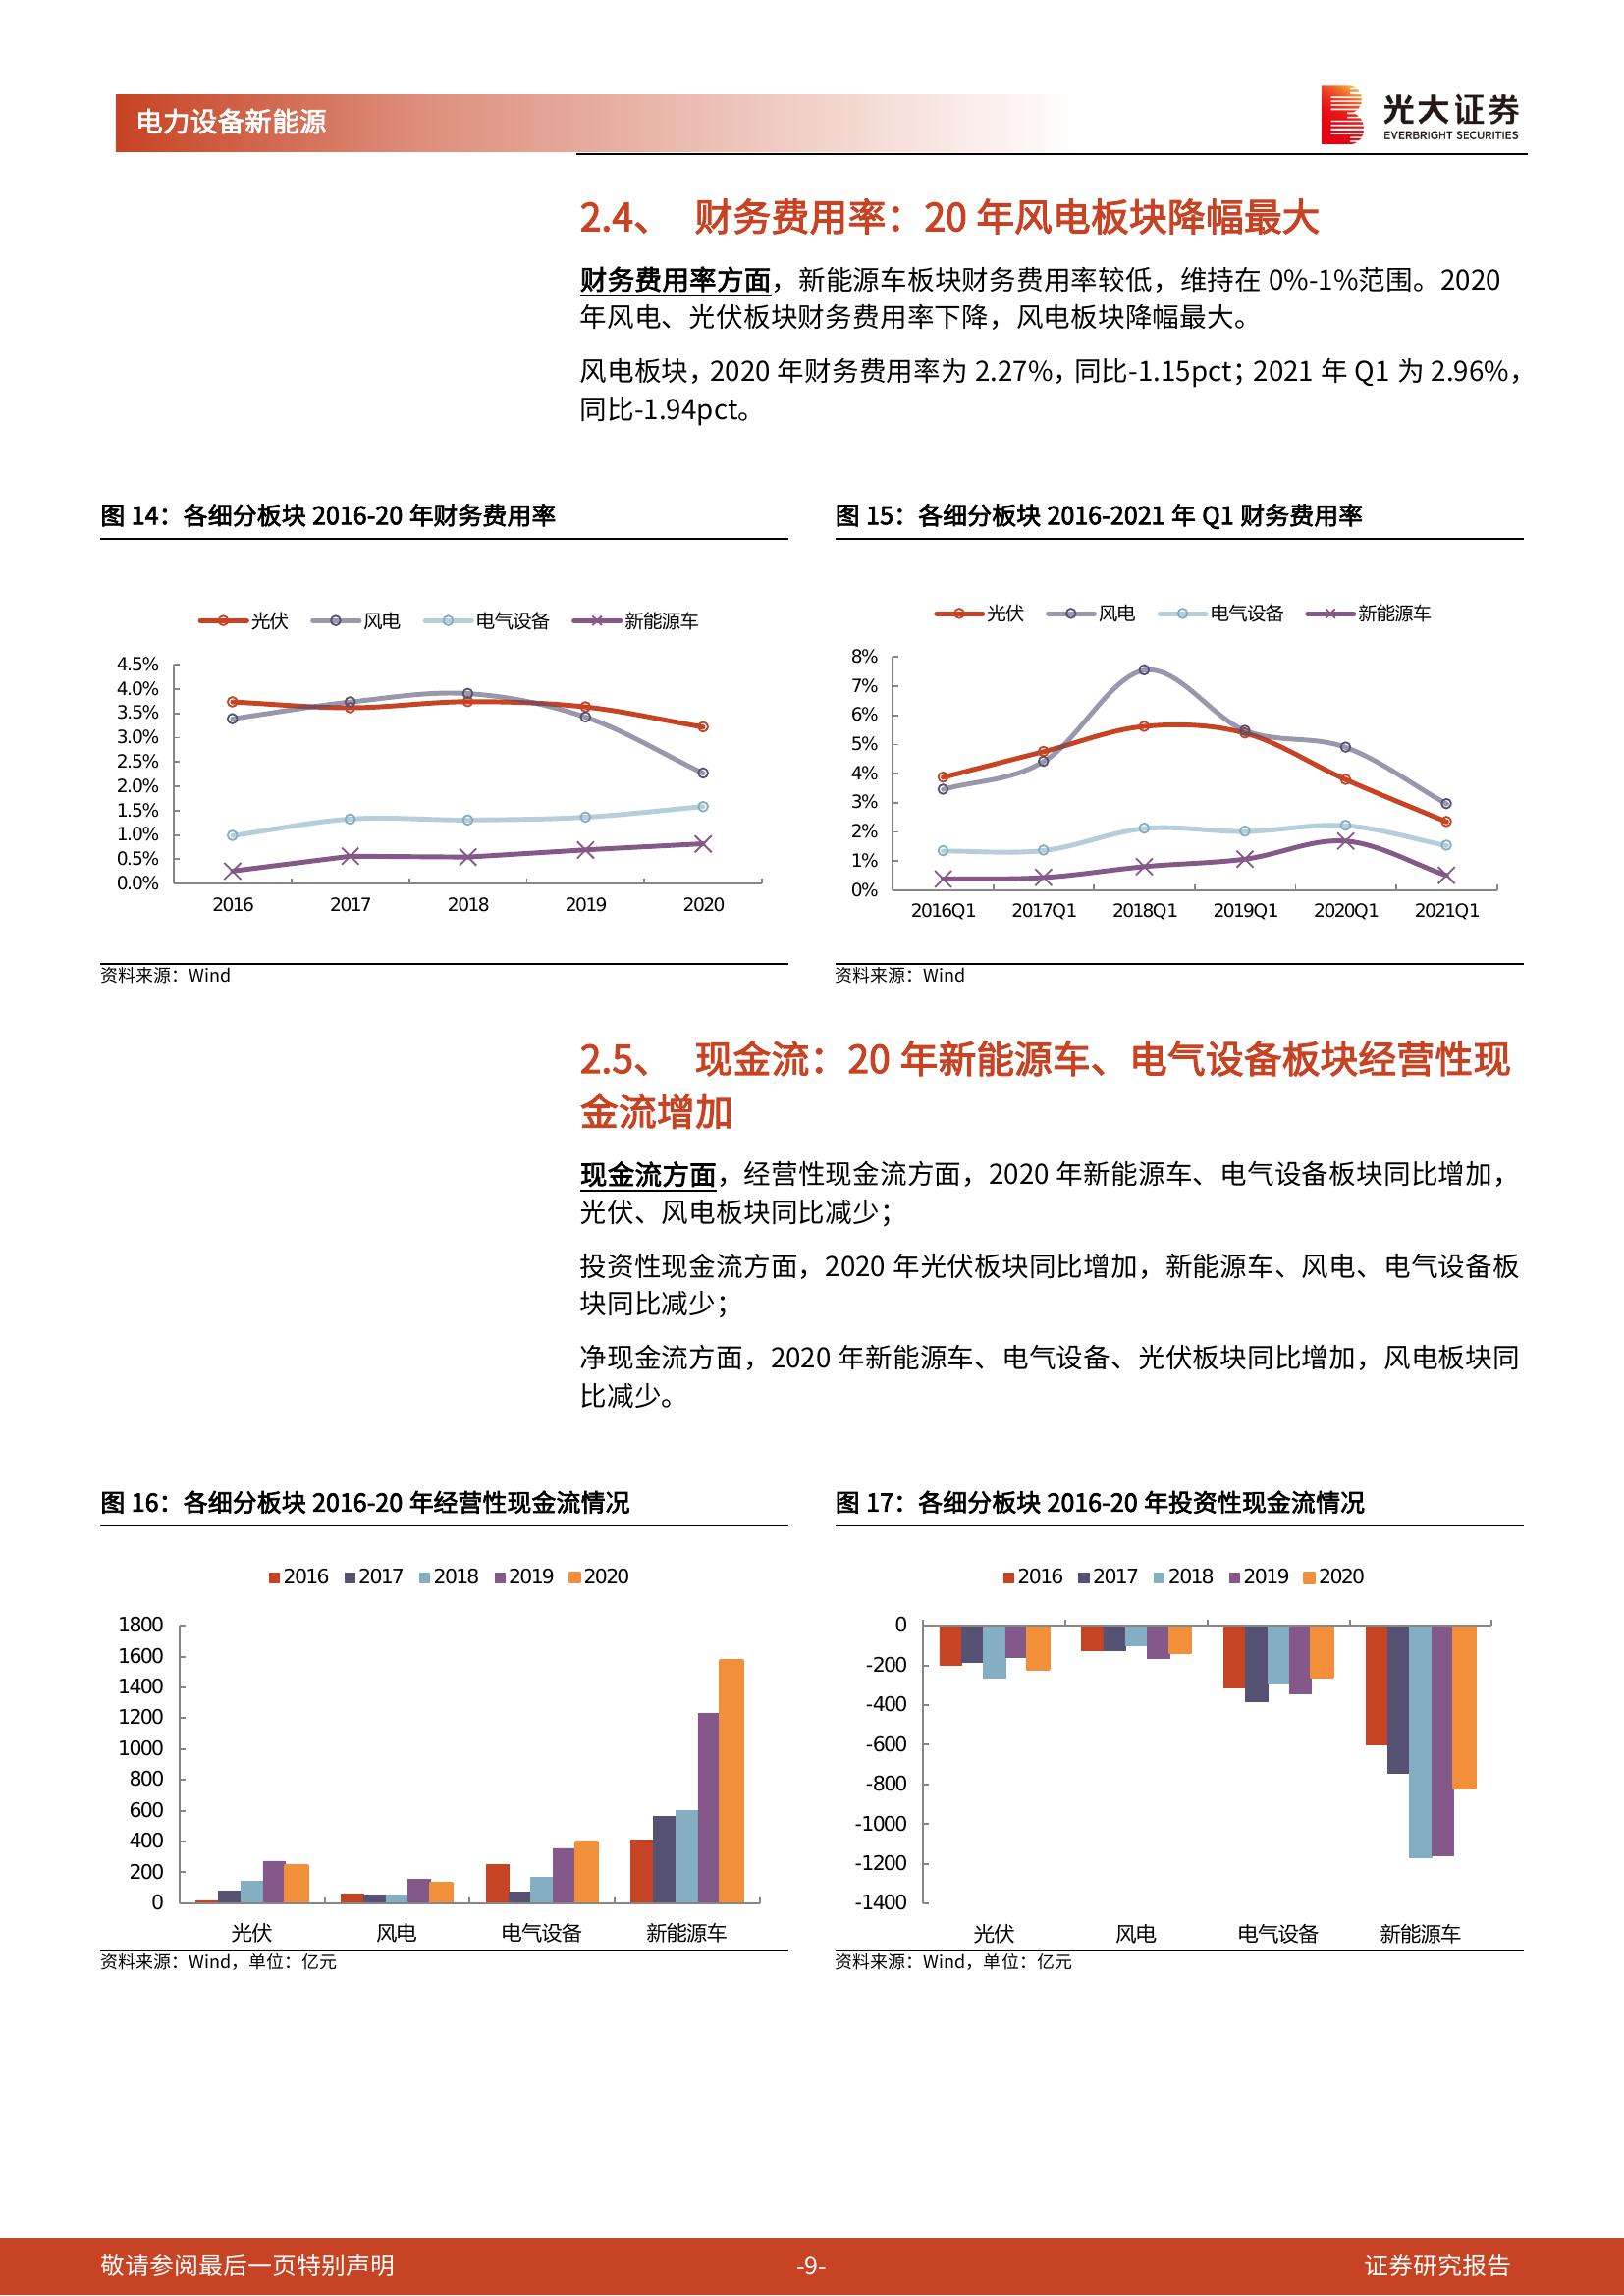 电力设备新能源
光大证券
EVERBRIGHT SECURITIES
2.4、 财务费用率：20 年风电板块降幅最大
财务费用率方面，新能源车板块财务费用率较低，维持在 0%-1%范围。2020
年风电、光伏板块财务费用率下降，风电板块降幅最大。
风电板块，2020 年财务费用率为 2.27%，同比-1.15pct；2021 年 Q1 为 2.96%，
同比-1.94pct。
图 14：各细分板块 2016-20 年财务费用率
光伏 风电 电气设备 新能源车
4.5%
4.0%
3.5%
3.0%
2.5%
2.0%
1.5%
1.0%
0.5%
0.0%
2016 2017 2018 2019 2020
资料来源：Wind
图 15：各细分板块 2016-2021 年 Q1 财务费用率
光伏 风电 电气设备 新能源车
8%
7%
6%
5%
4%
3%
2%
1%
0%
2016Q1 2017Q1 2018Q1 2019Q1 2020Q1 2021Q1
资料来源：Wind
2.5、 现金流：20 年新能源车、电气设备板块经营性现
金流增加
现金流方面，经营性现金流方面，2020 年新能源车、电气设备板块同比增加，
光伏、风电板块同比减少；
投资性现金流方面，2020 年光伏板块同比增加，新能源车、风电、电气设备板
块同比减少；
净现金流方面，2020 年新能源车、电气设备、光伏板块同比增加，风电板块同
比减少。
图 16：各细分板块 2016-20 年经营性现金流情况
2016 2017 2018 2019 2020
1800
1600
1400
1200
1000
800
600
400
200
0
光伏 风电 电气设备 新能源车
资料来源：Wind，单位：亿元
图 17：各细分板块 2016-20 年投资性现金流情况
2016 2017 2018 2019 2020
0
-200
-400
-600
-800
-1000
-1200
-1400
光伏 风电 电气设备 新能源车
资料来源：Wind，单位：亿元
敬请参阅最后一页特别声明 -9- 证券研究报告